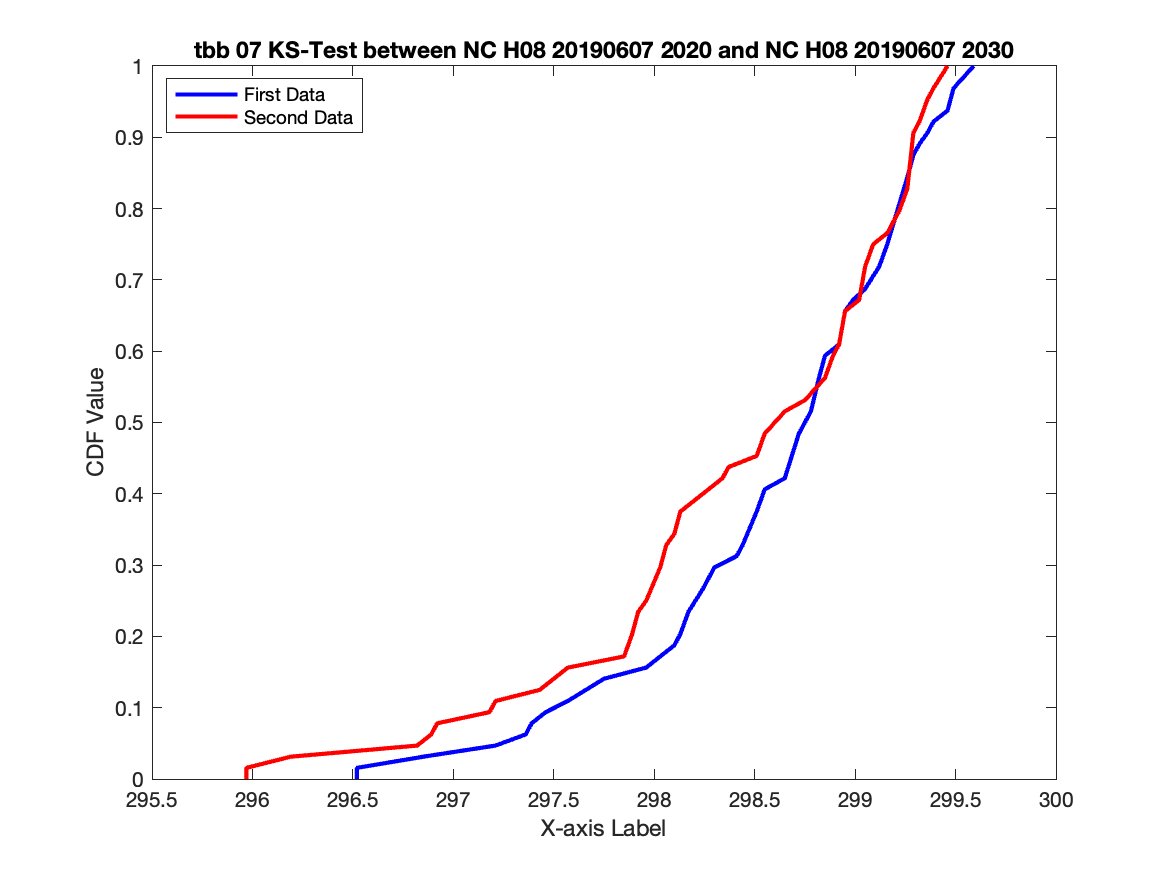 tbb 07 KS-Test between NC H08 20190607 2020 and NC H08 20190607 2030
First Data
Second Data
1
0.9
0.8
0.7
0.6
0.5
0.4
0.3
0.2
0.1
0
CDF Value
295.5 296 296.5 297 297.5 298 298.5 299 299.5 300
X-axis Label